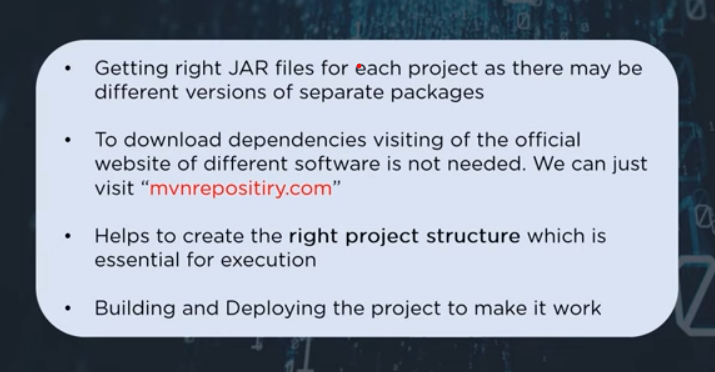 • Getting right JAR files for each project as there may be
different versions of separate packages
• To download dependencies visiting of the official
website of different software is not needed. We can just
visit “mvnrepositiry.com”
• Helps to create the right project structure which is
essential for execution
• Building and Deploying the project to make it work